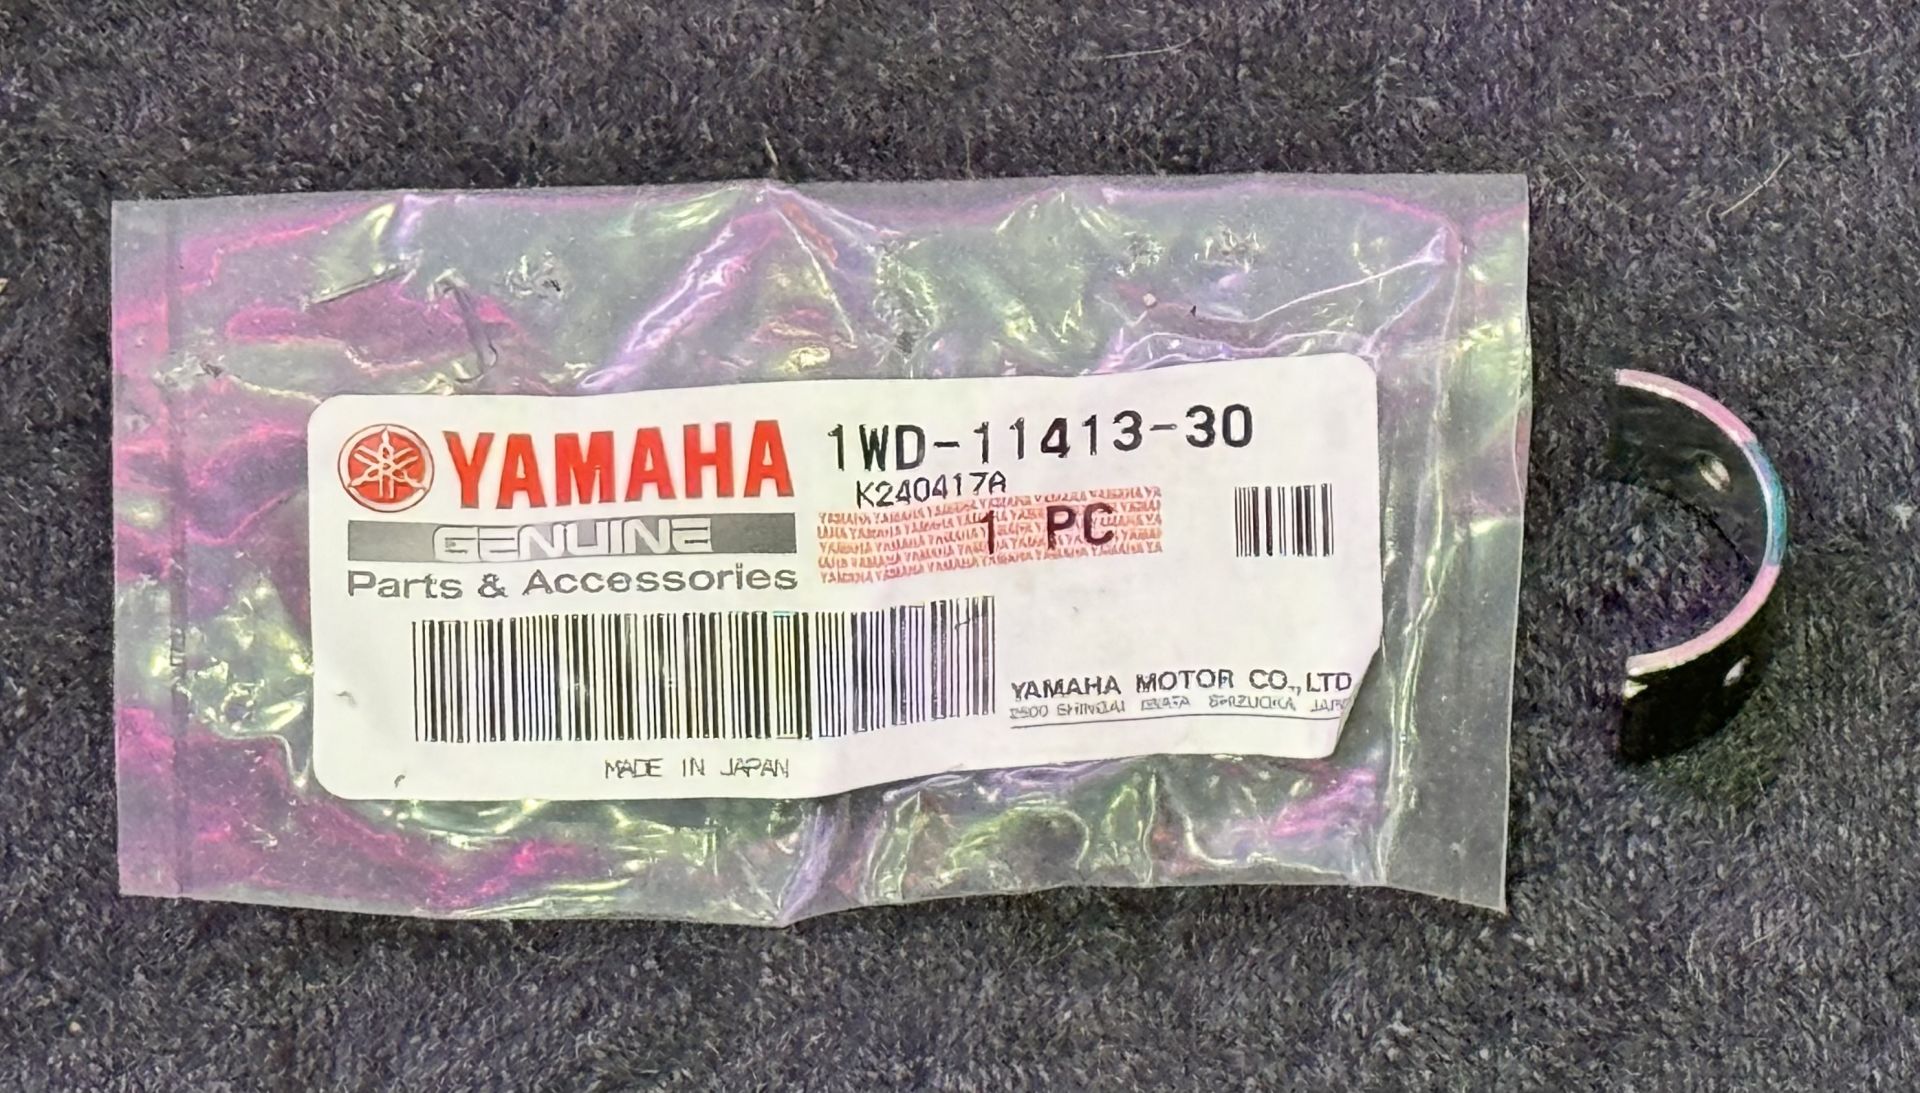 YAMAHA
GENUINE
Parts & Accessories
1WD-11413-30
K240417A
1 PC
YAMAHA MOTOR CO.,LTD
MADE IN JAPAN